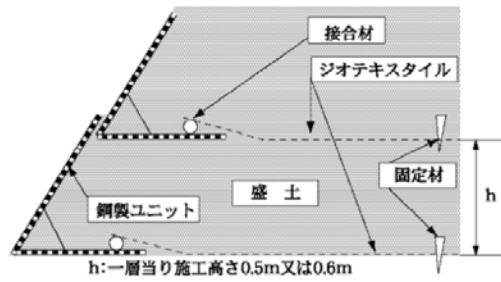 接合材
ジオテキスタイル
鋼製ユニット
盛 土
固定材
h
h:一層当り施工高さ0.5m又は0.6m